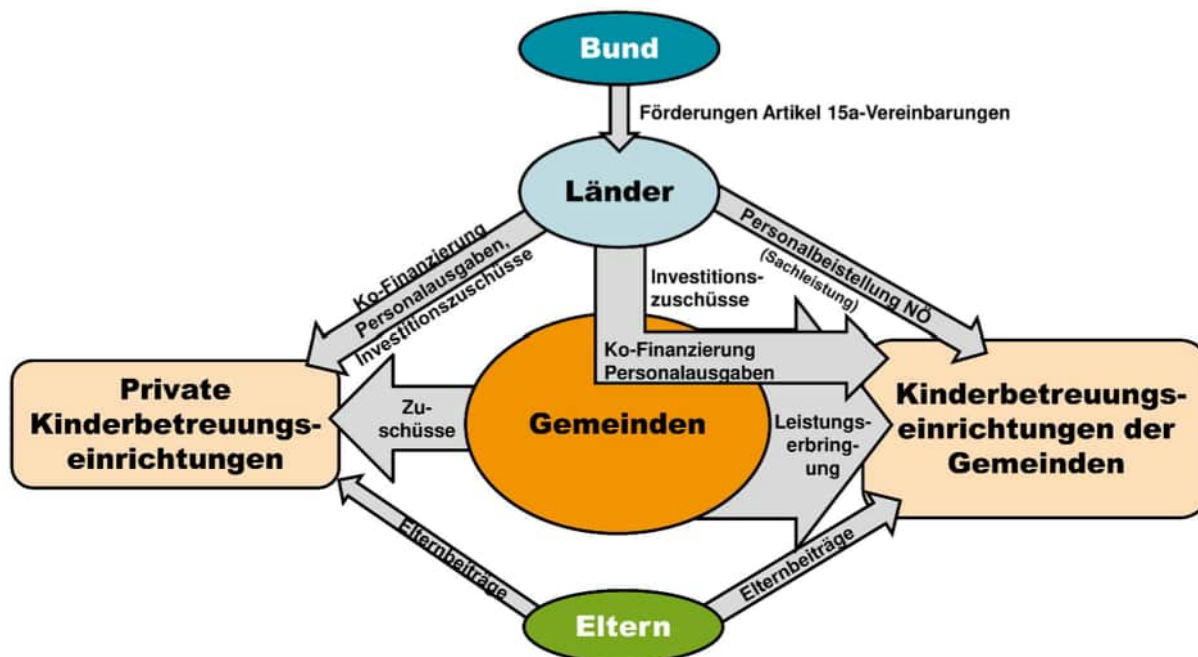 Bund
Förderungen Artikel 15a-Vereinbarungen
Länder
Ko-Finanzierung
Personalausgaben,
Investitionszuschüsse
Investitions-
zuschüsse
Personalbeistellung NÖ
(Sachleistung)
Ko-Finanzierung
Personalausgaben
Private
Kinderbetreuungs-
einrichtungen
Zu-
schüsse
Gemeinden
Leistungs-
erbring-
ung
Kinderbetreuungs-
einrichtungen der
Gemeinden
Elternbeiträge
Elternbeiträge
Eltern